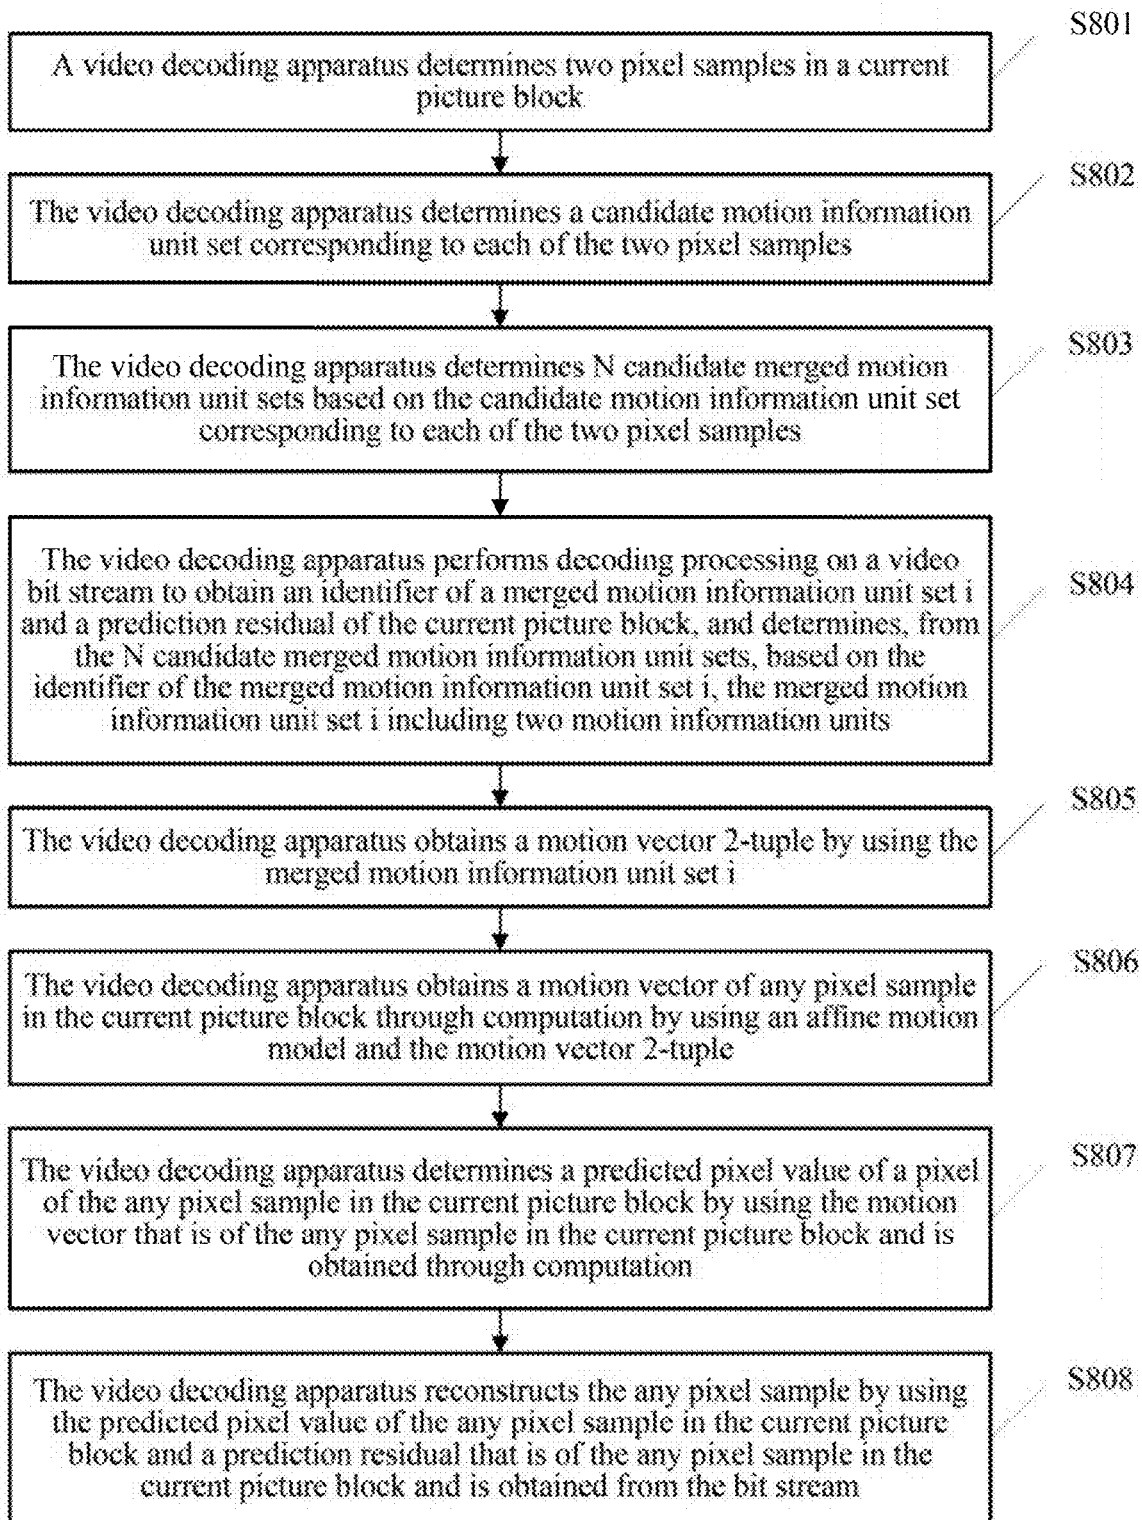 S801
A video decoding apparatus determines two pixel samples in a current
picture block
S802
The video decoding apparatus determines a candidate motion information
unit set corresponding to each of the two pixel samples
S803
The video decoding apparatus determines N candidate merged motion
information unit sets based on the candidate motion information unit set
corresponding to each of the two pixel samples
S804
The video decoding apparatus performs decoding processing on a video
bit stream to obtain an identifier of a merged motion information unit set i
and a prediction residual of the current picture block, and determines, from
the N candidate merged motion information unit sets, based on the
identifier of the merged motion information unit set i, the merged motion
information unit set i including two motion information units
S805
The video decoding apparatus obtains a motion vector 2-tuple by using the
merged motion information unit set i
S806
The video decoding apparatus obtains a motion vector of any pixel sample
in the current picture block through computation by using an affine motion
model and the motion vector 2-tuple
S807
The video decoding apparatus determines a predicted pixel value of a pixel
of the any pixel sample in the current picture block by using the motion
vector that is of the any pixel sample in the current picture block and is
obtained through computation
S808
The video decoding apparatus reconstructs the any pixel sample by using
the predicted pixel value of the any pixel sample in the current picture
block and a prediction residual that is of the any pixel sample in the
current picture block and is obtained from the bit stream